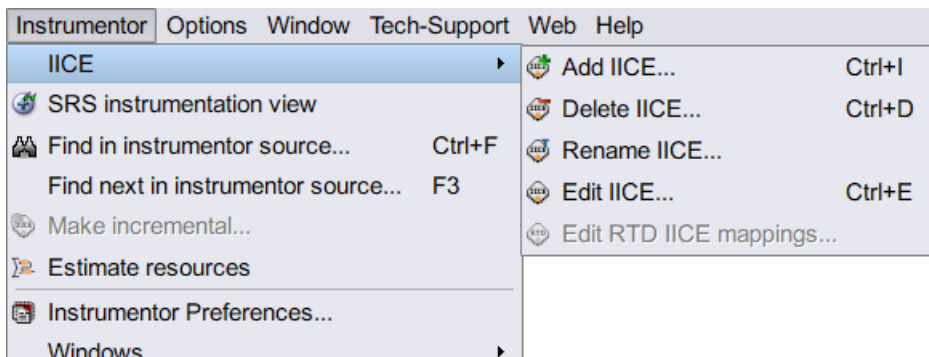 Instrumentor Options Window Tech-Support Web Help
IICE
SRS instrumentation view
Find in instrumentor source... Ctrl+F
Find next in instrumentor source... F3
Make incremental...
Estimate resources
Instrumentor Preferences...
Windows
Add IICE... Ctrl+I
Delete IICE... Ctrl+D
Rename IICE...
Edit IICE... Ctrl+E
Edit RTD IICE mappings...